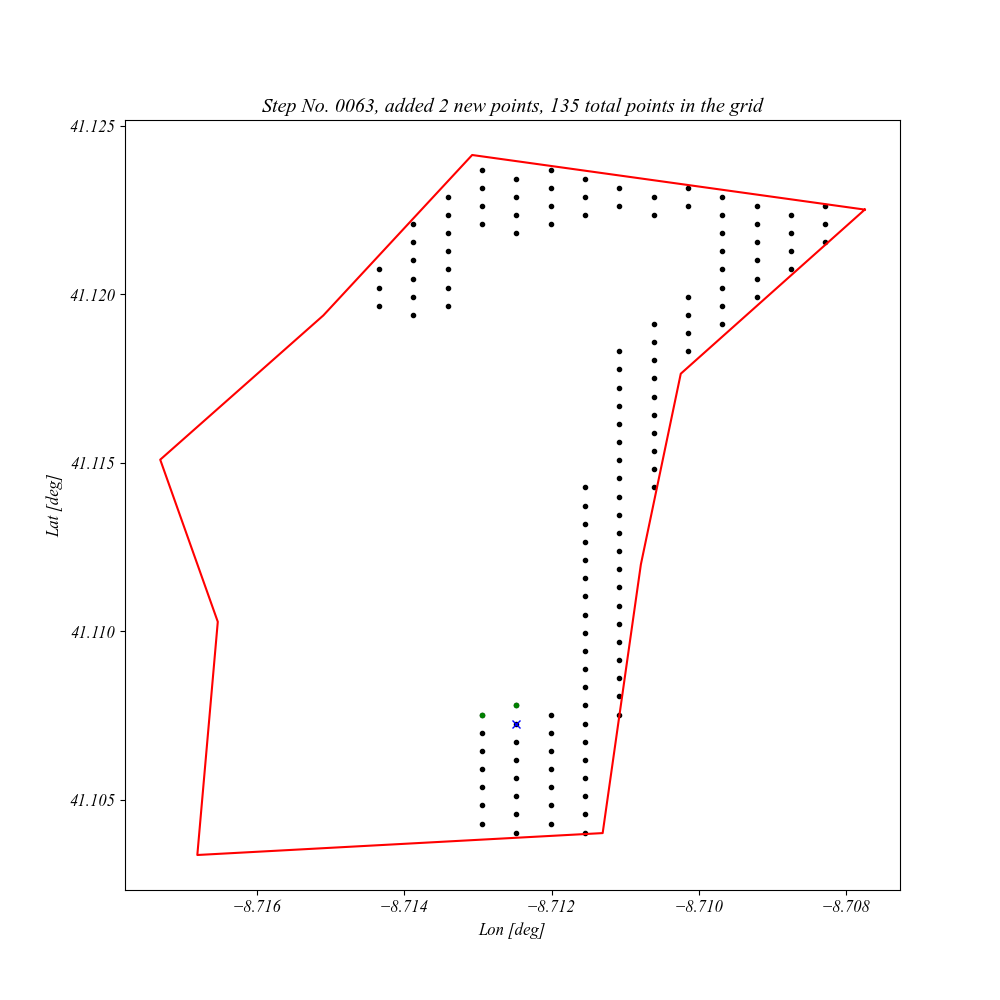 Step No. 0063, added 2 new points, 135 total points in the grid
41.125
41.120
41.115
41.110
41.105
Lat [deg]
−8.716 −8.714 −8.712 −8.710 −8.708
Lon [deg]